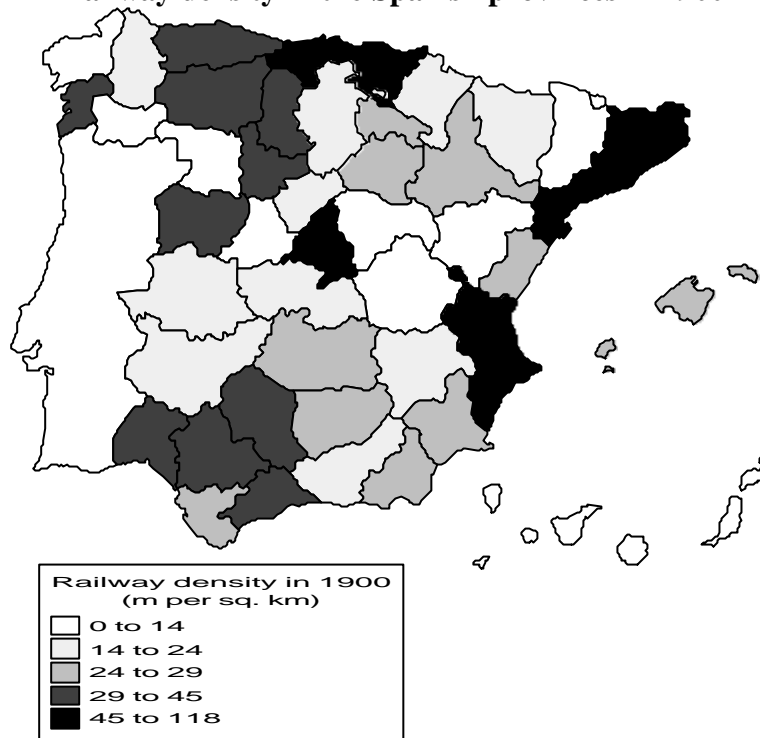 Railway density in 1900
(m per sq. km)
0 to 14
14 to 24
24 to 29
29 to 45
45 to 118